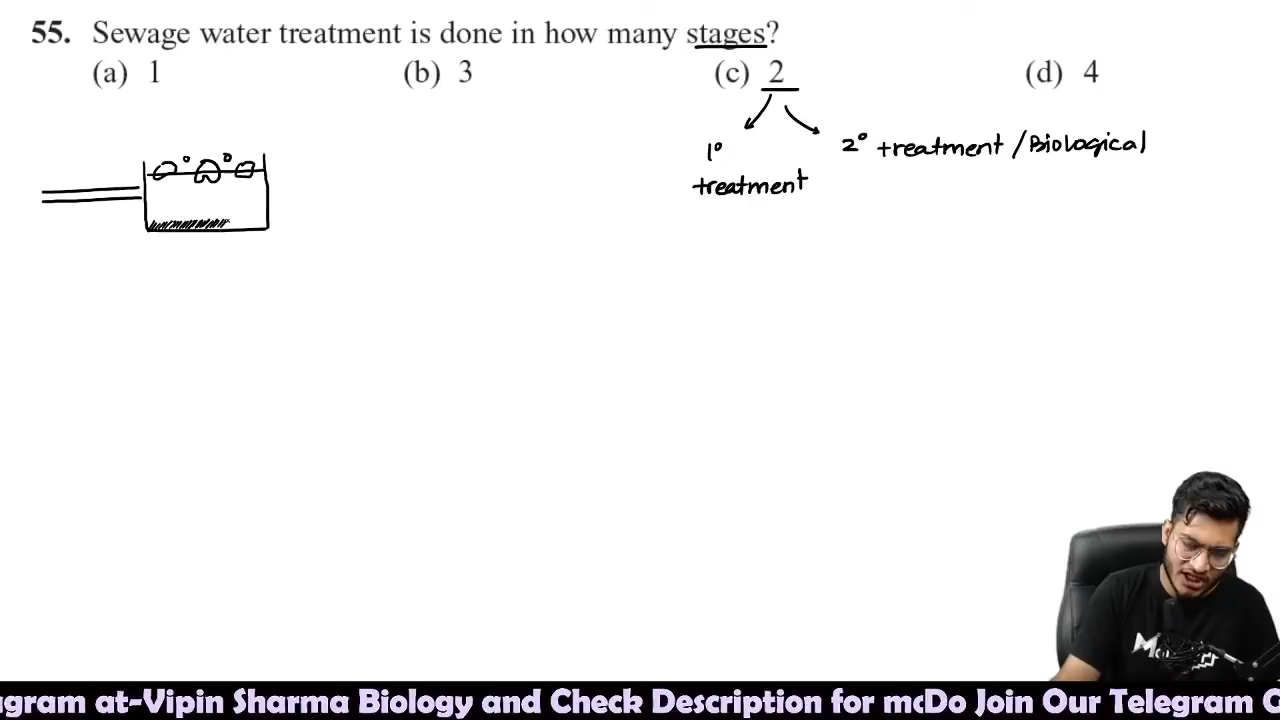 55. Sewage water treatment is done in how many stages?
(a) 1 (b) 3 (c) 2 (d) 4
1° 2° treatment / Biological
treatment
agram at-Vipin Sharma Biology and Check Description for mcDo Join Our Telegram